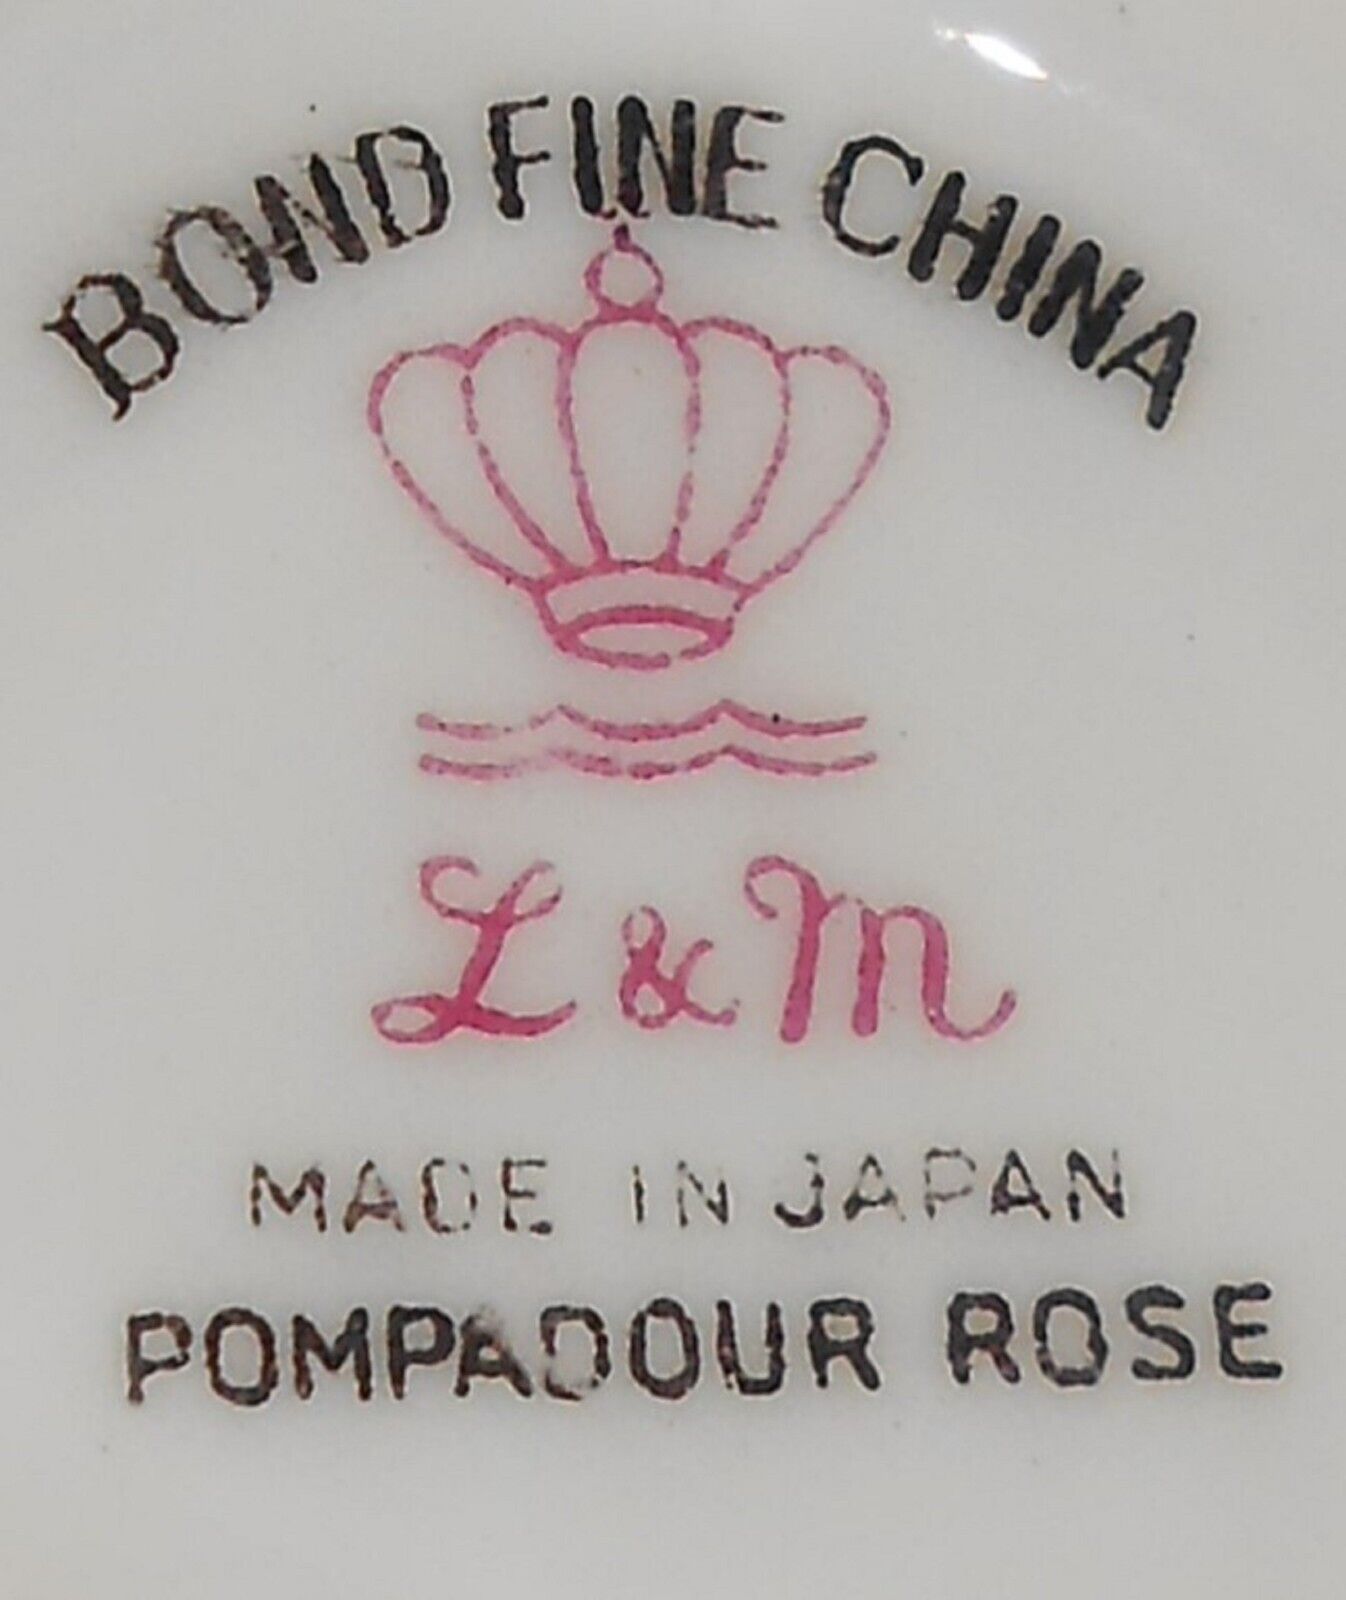 BOND FINE CHINA
L & M
MADE IN JAPAN
POMPADOUR ROSE